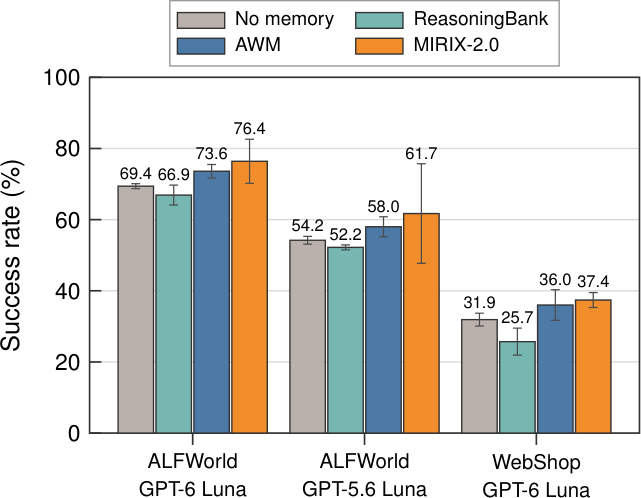 No memory
ReasoningBank
AWM
MIRIX-2.0
Success rate (%)
100
80
60
40
20
0
69.4
66.9
73.6
76.4
54.2
52.2
58.0
61.7
31.9
25.7
36.0
37.4
ALFWorld
GPT-6 Luna
ALFWorld
GPT-5.6 Luna
WebShop
GPT-6 Luna